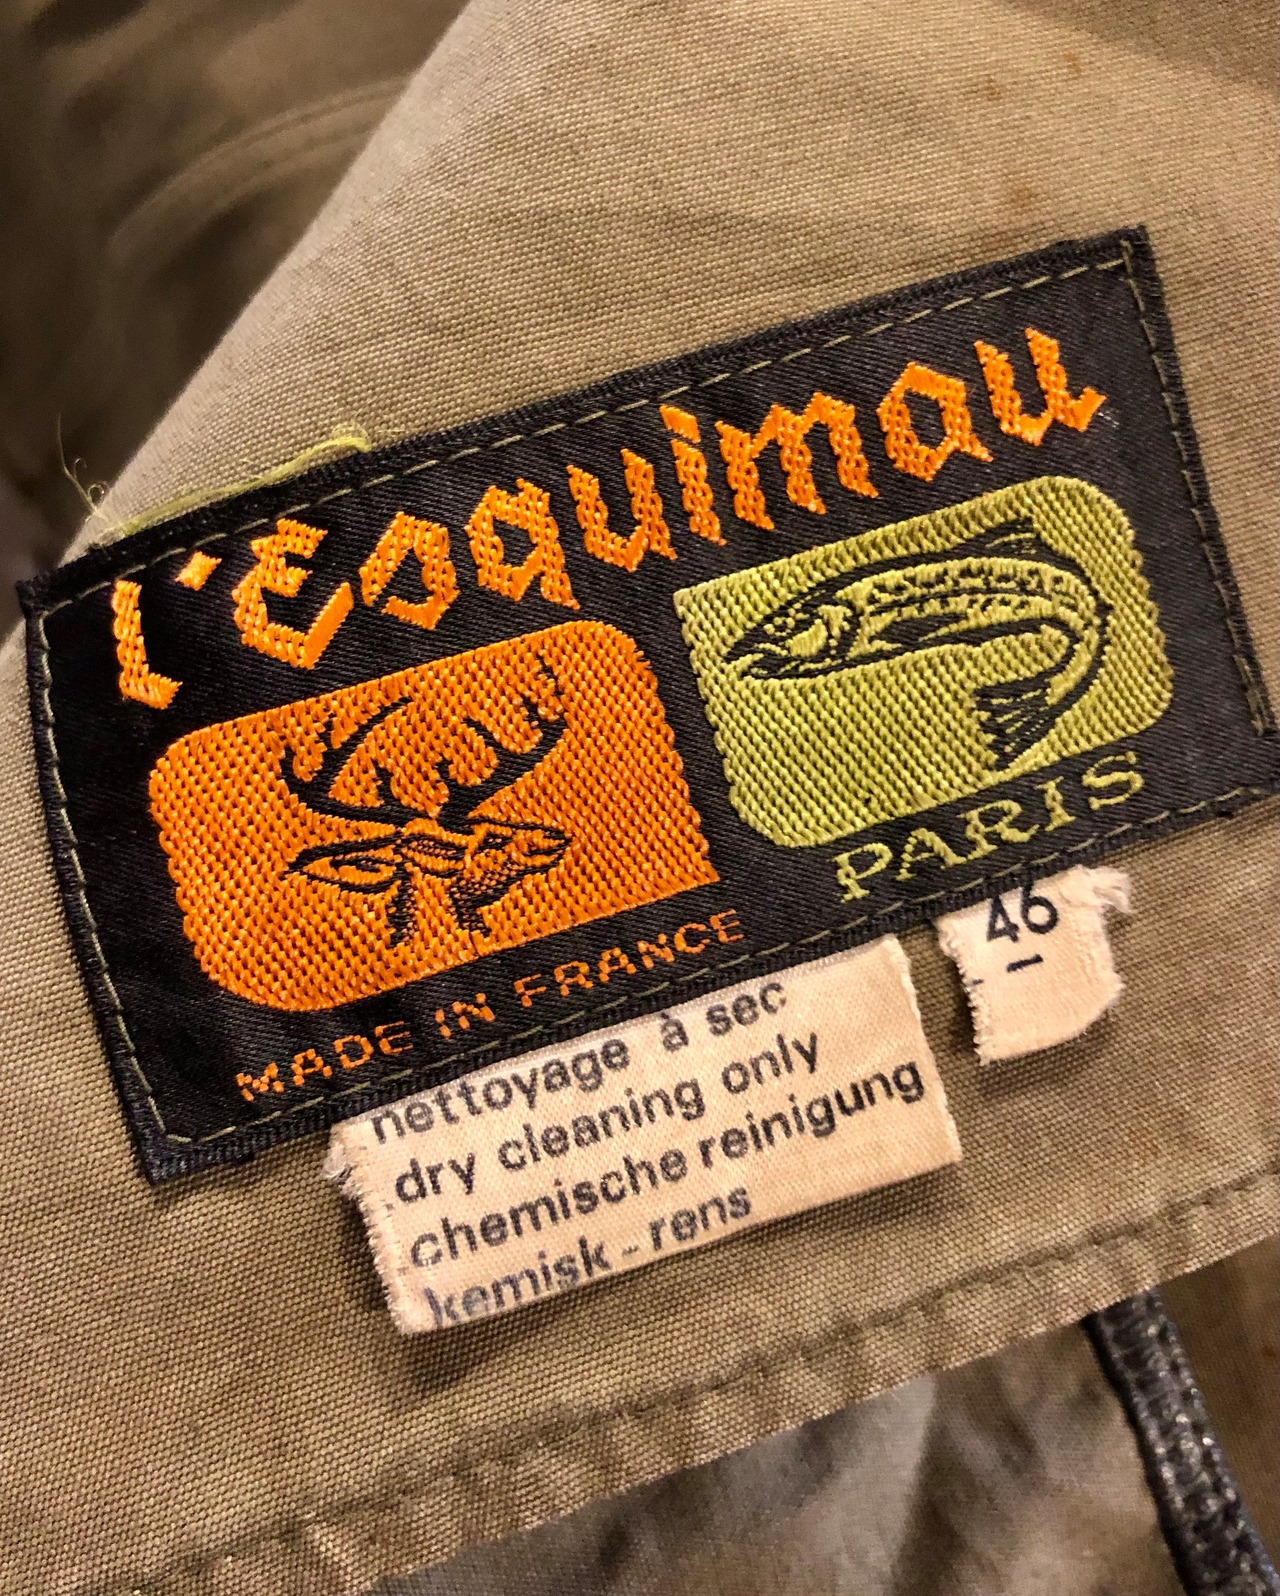 l'Esquimau
PARIS
MADE IN FRANCE
46
-
nettoyage à sec
dry cleaning only
chemische reinigung
kemisk - rens